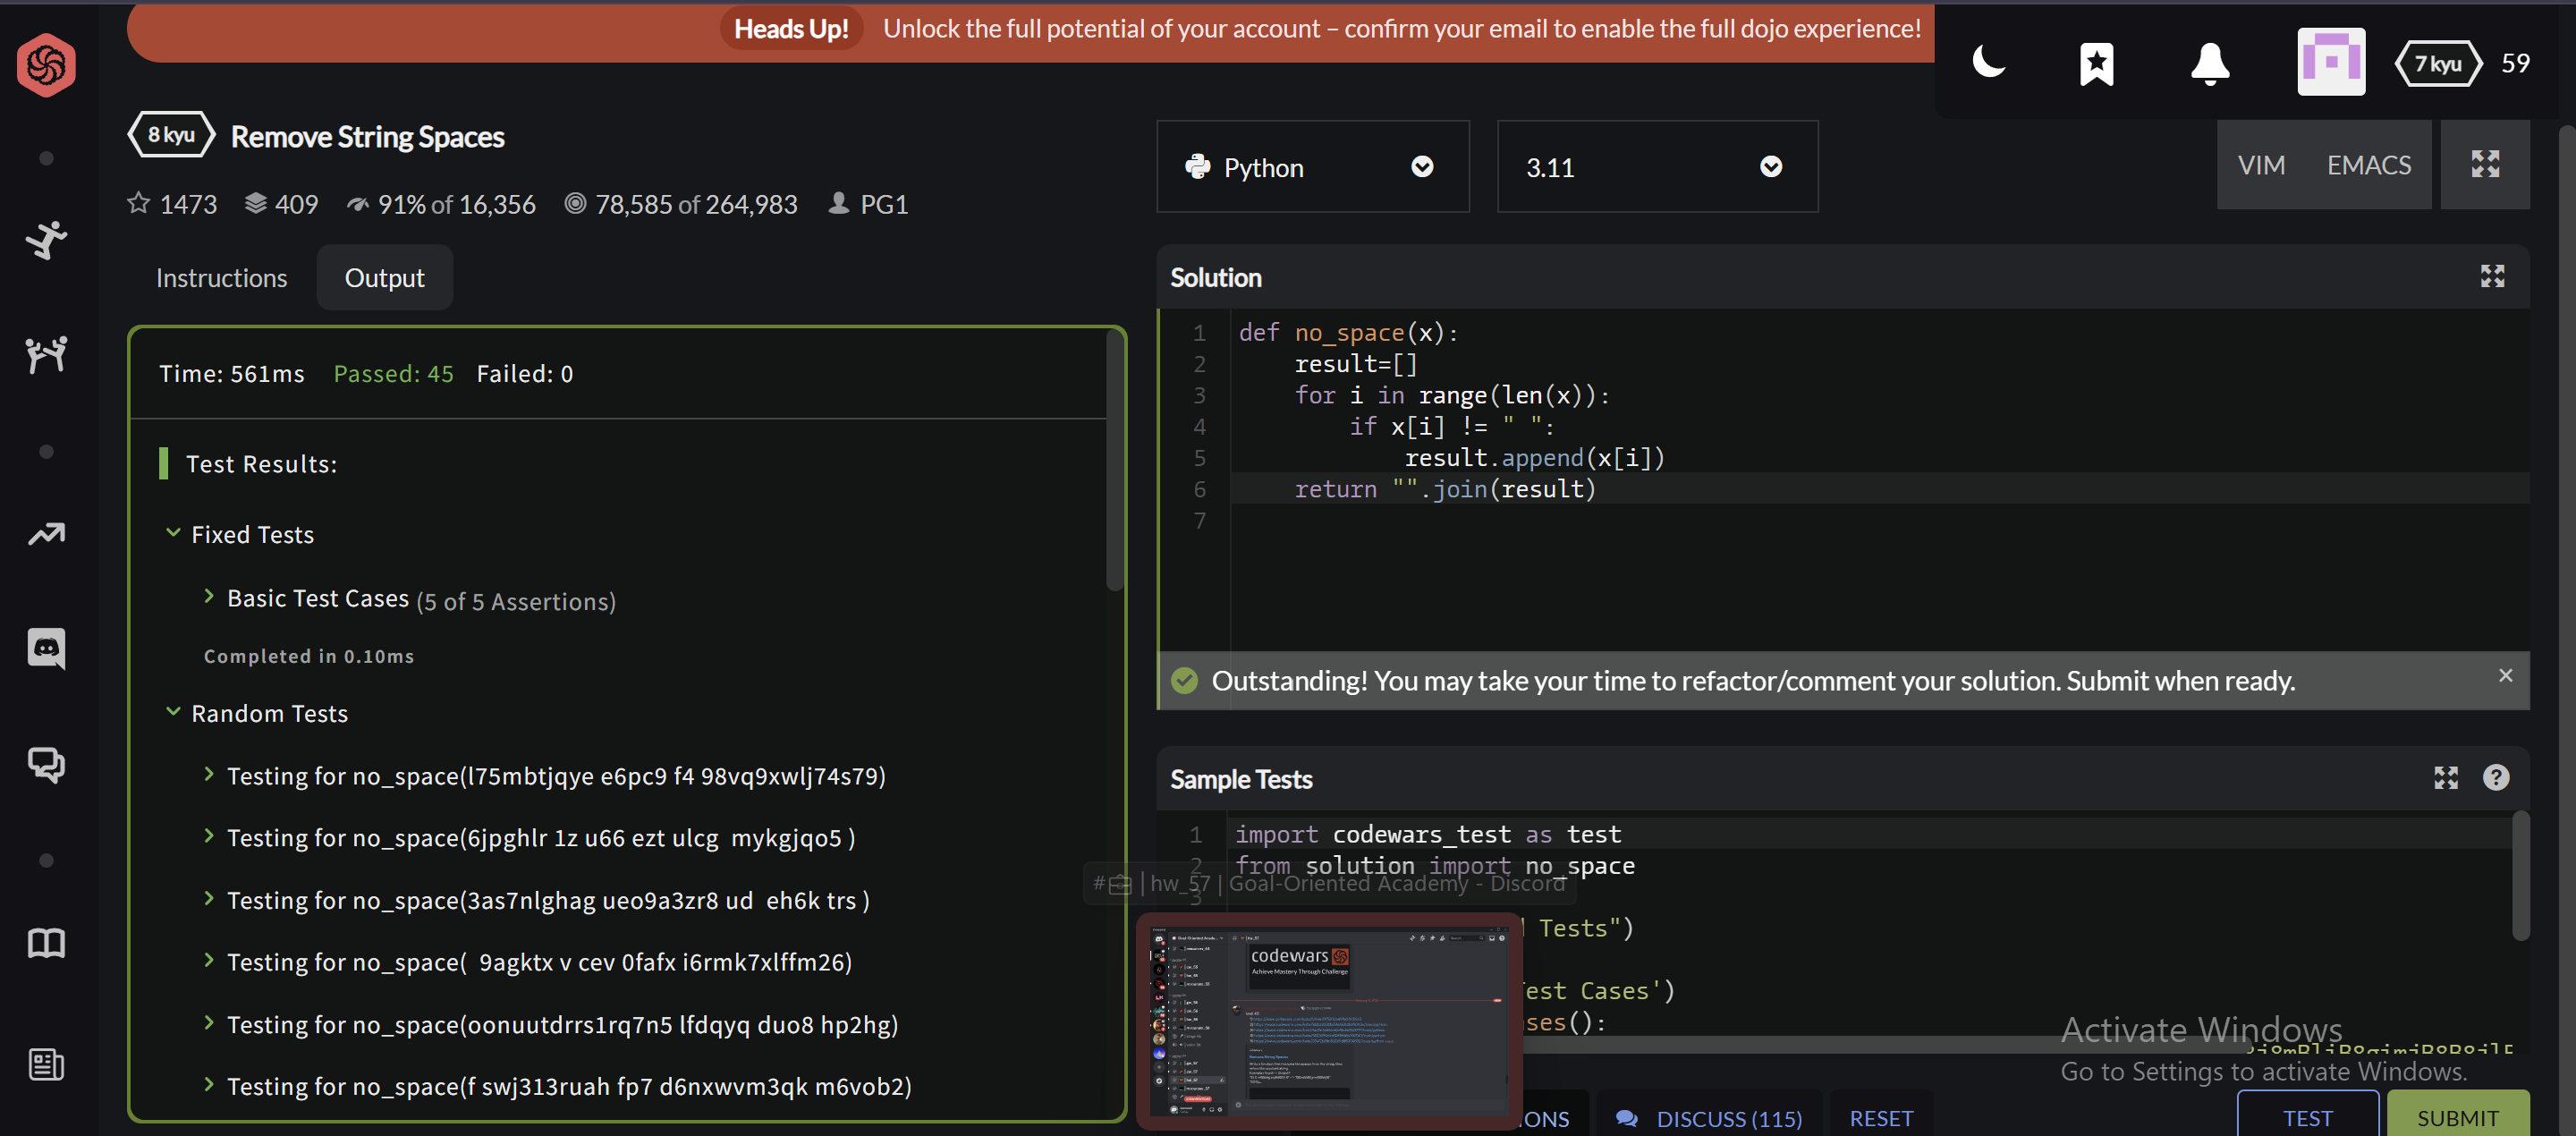 Heads Up! Unlock the full potential of your account – confirm your email to enable the full dojo experience!
7 kyu 59
8 kyu Remove String Spaces
1473 409 91% of 16,356 78,585 of 264,983 PG1
Python
3.11
VIM EMACS
Instructions Output
Time: 561ms Passed: 45 Failed: 0
Test Results:
Fixed Tests
Basic Test Cases (5 of 5 Assertions)
Completed in 0.10ms
Random Tests
Testing for no_space(l75mbtjqye e6pc9 f4 98vq9xwlj74s79)
Testing for no_space(6jpghlr 1z u66 ezt ulcg  mykgjqo5 )
Testing for no_space(3as7nlghag ueo9a3zr8 ud  eh6k trs )
Testing for no_space(  9agktx v cev 0fafx i6rmk7xlffm26)
Testing for no_space(oonuutdrrs1rq7n5 lfdqyq duo8 hp2hg)
Testing for no_space(f swj313ruah fp7 d6nxwvm3qk m6vob2)
Solution
1 def no_space(x):
2     result=[]
3     for i in range(len(x)):
4         if x[i] != " ":
5             result.append(x[i])
6     return "".join(result)
7
Outstanding! You may take your time to refactor/comment your solution. Submit when ready.
Sample Tests
1 import codewars_test as test
2 from solution import no_space
3
# | hw_57 | Goal-Oriented Academy - Discord
Tests")
est Cases')
ses():
codewars
Achieve Mastery Through Challenge
Activate Windows
Go to Settings to activate Windows.
ONS DISCUSS (115) RESET TEST SUBMIT